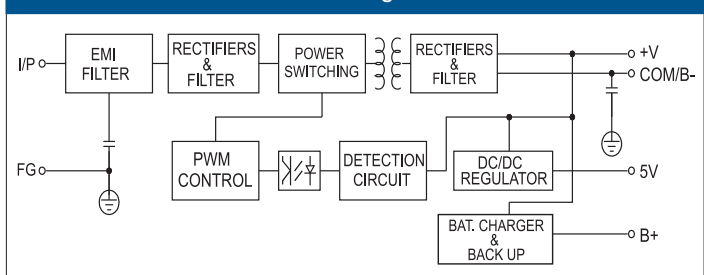 I/P
EMI
FILTER
RECTIFIERS
&
FILTER
POWER
SWITCHING
RECTIFIERS
&
FILTER
+V
COM/B-
FG
PWM
CONTROL
DETECTION
CIRCUIT
DC/DC
REGULATOR
5V
BAT. CHARGER
&
BACK UP
B+